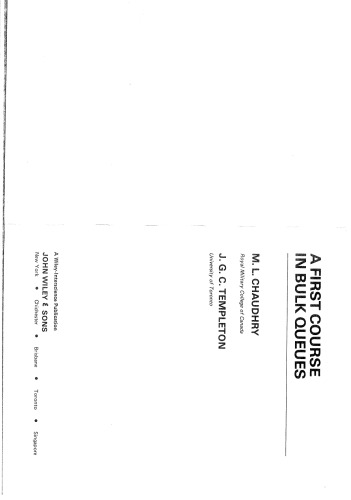 A FIRST COURSE
IN BULK QUEUES
M. L. CHAUDHRY
Royal Military College of Canada
J. G. C. TEMPLETON
University of Toronto
A Wiley-Interscience Publication
JOHN WILEY & SONS
New York • Chichester • Brisbane • Toronto • Singapore